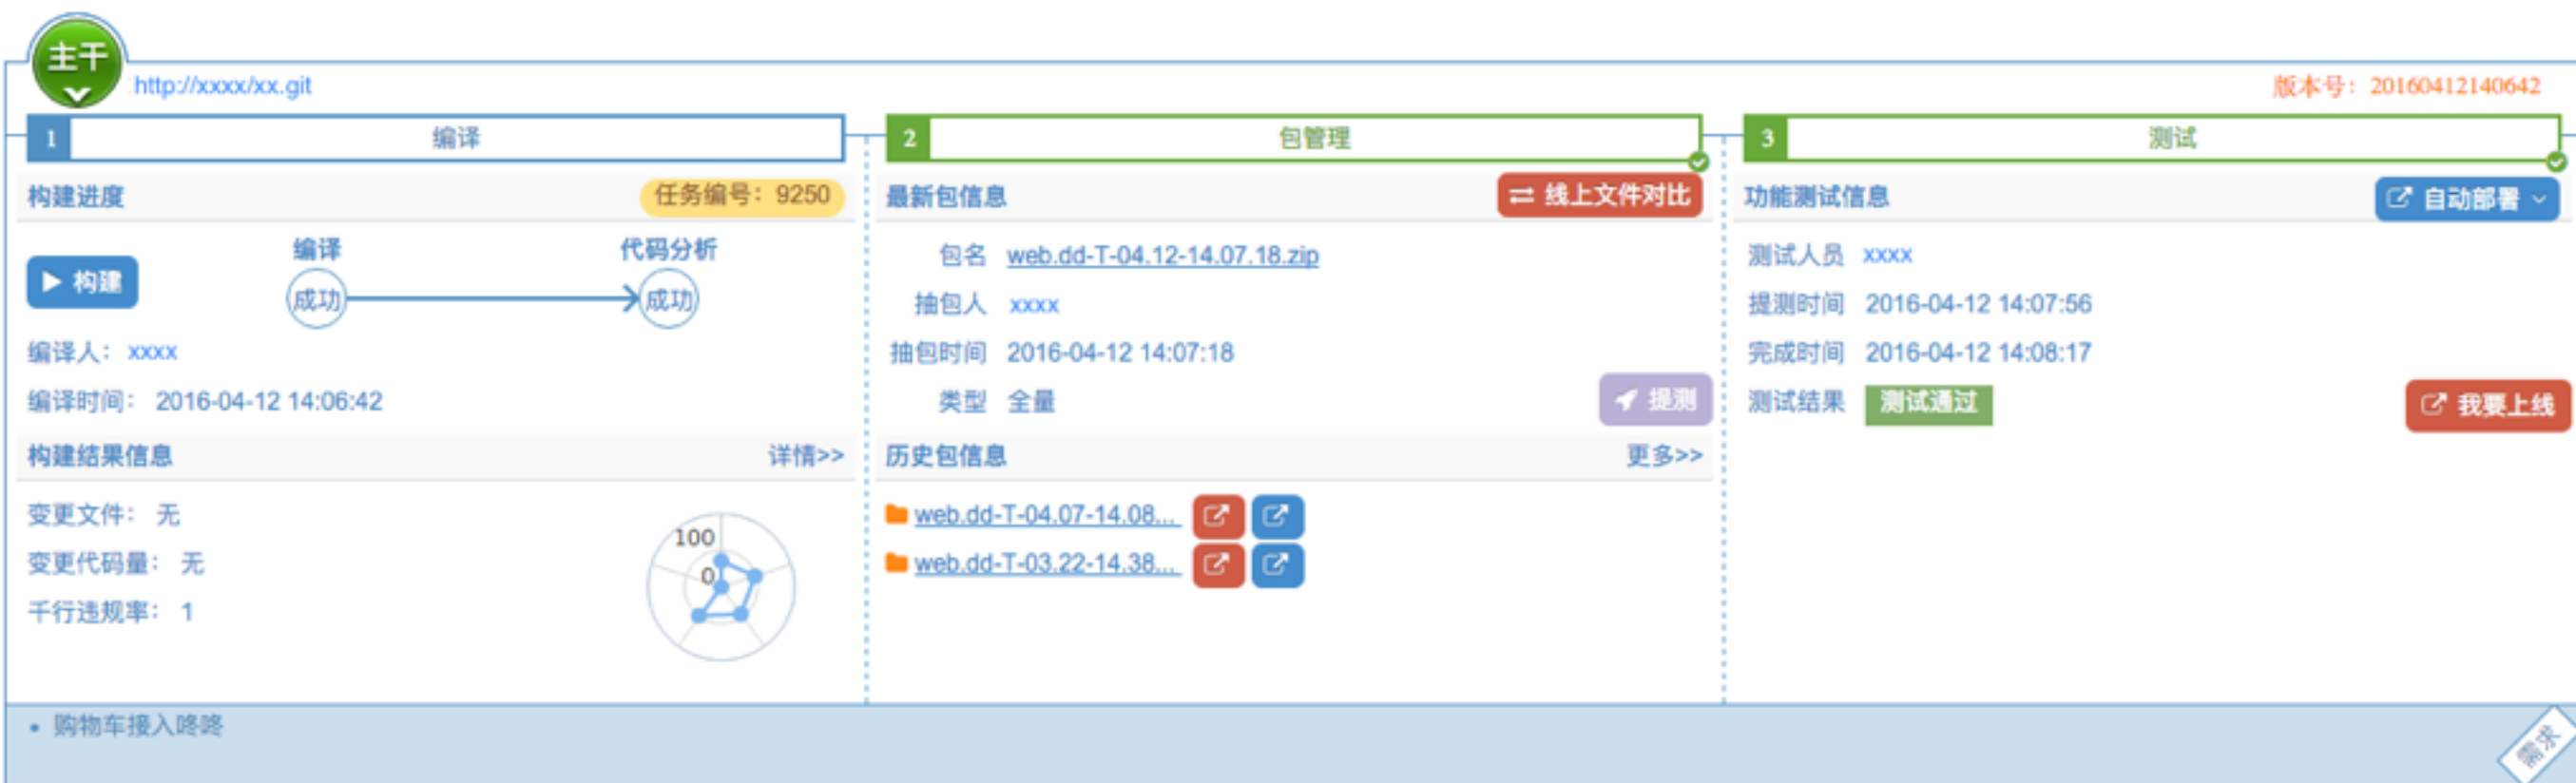 主干
http://xxxx/xx.git
版本号：20160412140642
1 编译
构建进度
任务编号：9250
构建
编译
成功
代码分析
成功
编译人：xxxx
编译时间：2016-04-12 14:06:42
构建结果信息
详情>>
变更文件：无
变更代码量：无
千行违规率：1
100
0
2 包管理
最新包信息
线上文件对比
包名 web.dd-T-04.12-14.07.18.zip
抽包人 xxxx
抽包时间 2016-04-12 14:07:18
类型 全量
提测
历史包信息
更多>>
web.dd-T-04.07-14.08...
web.dd-T-03.22-14.38...
3 测试
功能测试信息
自动部署
测试人员 xxxx
提测时间 2016-04-12 14:07:56
完成时间 2016-04-12 14:08:17
测试结果 测试通过
我要上线
• 购物车接入咚咚
需求